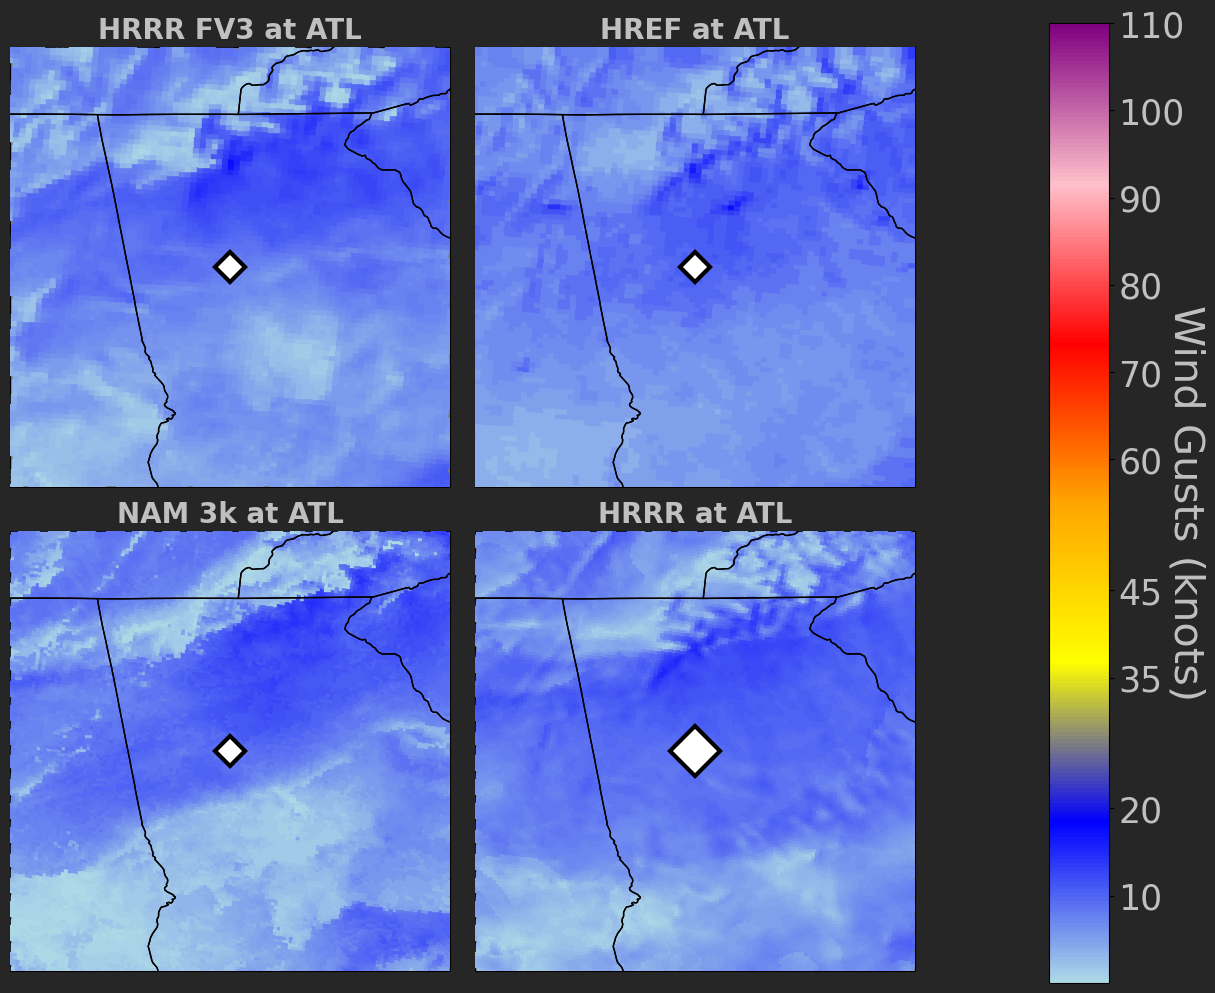 HRRR FV3 at ATL
HREF at ATL
NAM 3k at ATL
HRRR at ATL
110
100
90
80
70
60
45
35
20
10
Wind Gusts (knots)